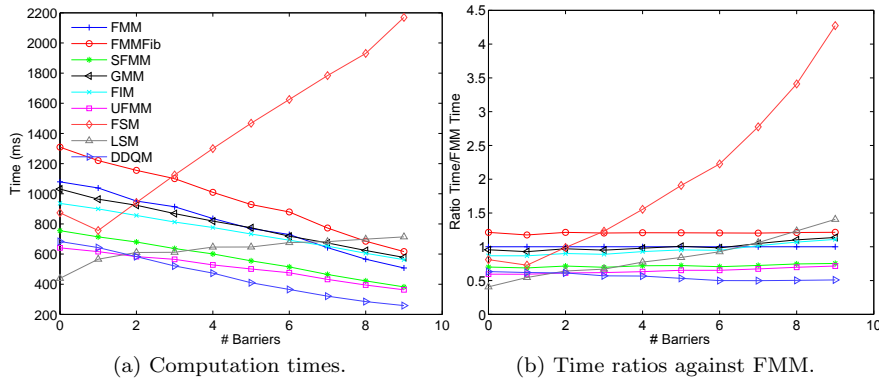 2200
2000
1800
1600
1400
1200
1000
800
600
400
200
Time (ms)
FMM
FMMFib
SFMM
GMM
FIM
UFMM
FSM
LSM
DDQM
0 2 4 6 8 10
# Barriers
(a) Computation times.
4.5
4
3.5
3
2.5
2
1.5
1
0.5
0
Ratio Time/FMM Time
0 2 4 6 8 10
# Barriers
(b) Time ratios against FMM.